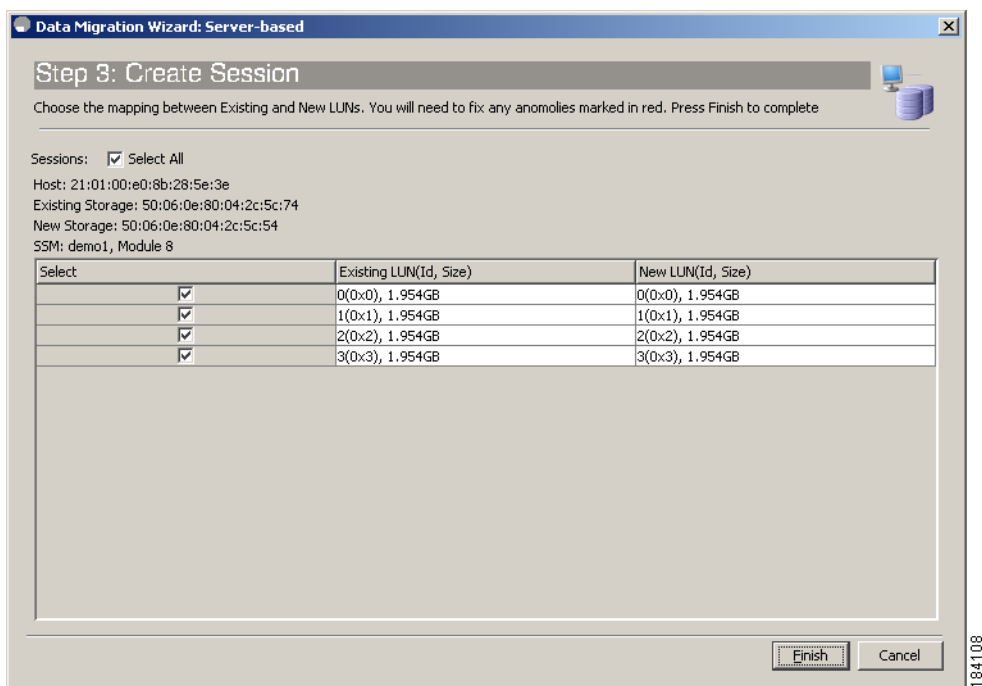 Data Migration Wizard: Server-based
Step 3: Create Session
Choose the mapping between Existing and New LUNs. You will need to fix any anomolies marked in red. Press Finish to complete
Sessions: Select All
Host: 21:01:00:e0:8b:28:5e:3e
Existing Storage: 50:06:0e:80:04:2c:5c:74
New Storage: 50:06:0e:80:04:2c:5c:54
SSM: demo1, Module 8
Select Existing LUN(Id, Size) New LUN(Id, Size)
0(0x0), 1.954GB 0(0x0), 1.954GB
1(0x1), 1.954GB 1(0x1), 1.954GB
2(0x2), 1.954GB 2(0x2), 1.954GB
3(0x3), 1.954GB 3(0x3), 1.954GB
Finish Cancel
184108